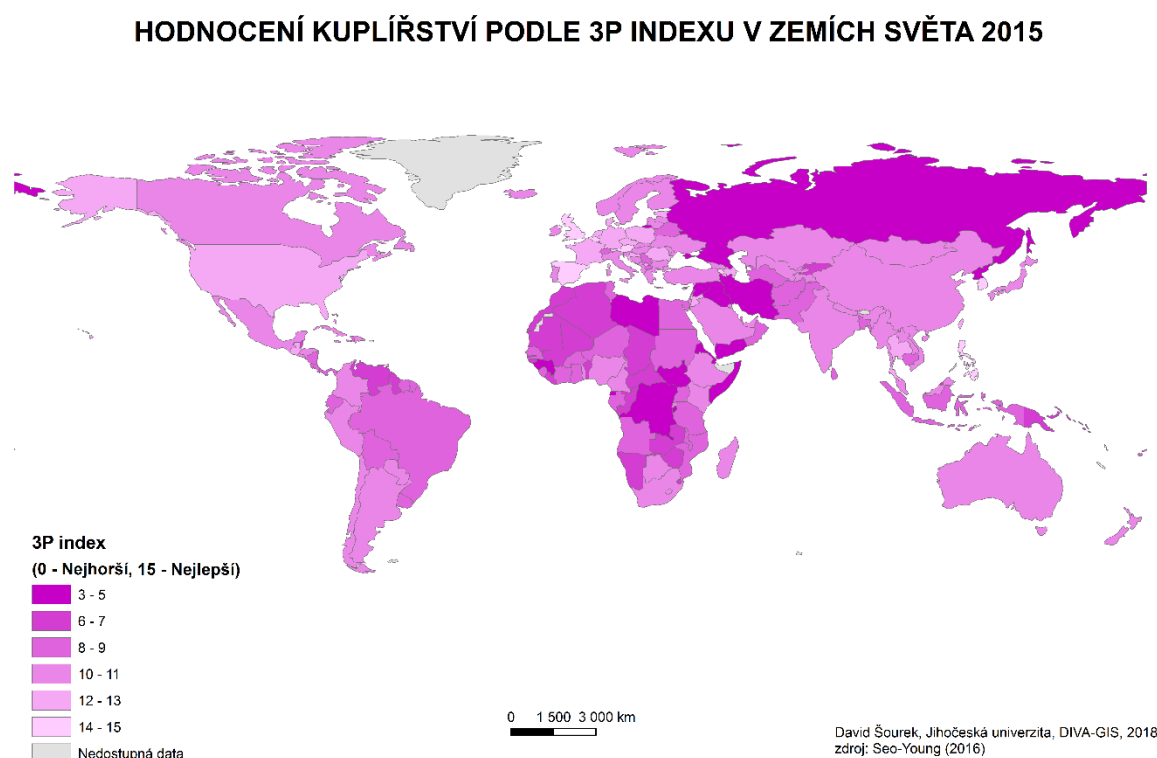 HODNOCENÍ KUPLÍŘSTVÍ PODLE 3P INDEXU V ZEMÍCH SVĚTA 2015
3P index
(0 - Nejhorší, 15 - Nejlepší)
3 - 5
6 - 7
8 - 9
10 - 11
12 - 13
14 - 15
Nedostupná data
0 1 500 3 000 km
David Šourek, Jihočeská univerzita, DIVA-GIS, 2018
zdroj: Seo-Young (2016)